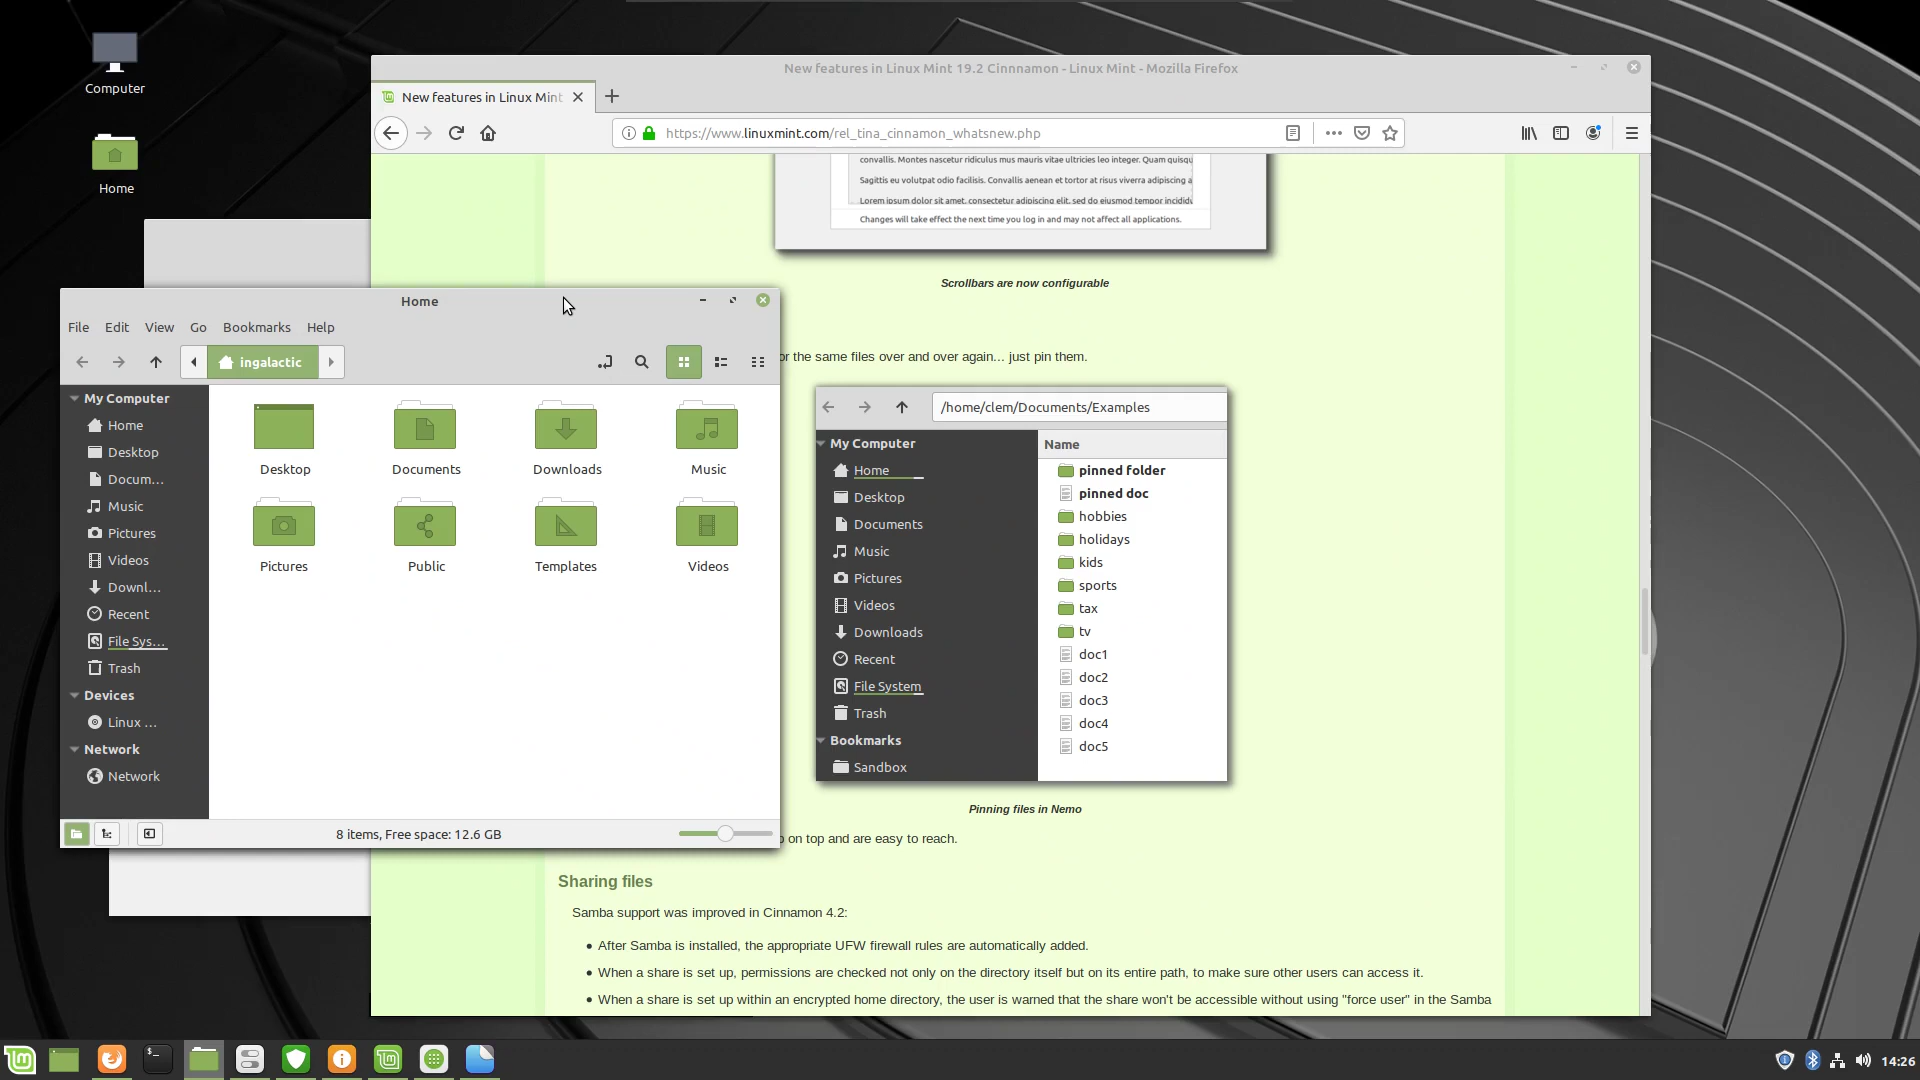 Computer
Home
New features in Linux Mint 19.2 Cinnnamon - Linux Mint - Mozilla Firefox
New features in Linux Mint
https://www.linuxmint.com/rel_tina_cinnamon_whatsnew.php
convallis. Montes nascetur ridiculus mus mauris vitae ultricies leo integer. Quam quisqu
Sagittis eu volutpat odio facilisis. Convallis aenean et tortor at risus viverra adipiscing a
Lorem ipsum dolor sit amet, consectetur adipiscing elit, sed do eiusmod tempor incididu
Changes will take effect the next time you log in and may not affect all applications.
Scrollbars are now configurable
or the same files over and over again... just pin them.
Home
File Edit View Go Bookmarks Help
ingalactic
My Computer
Home
Desktop
Docum...
Music
Pictures
Videos
Downl...
Recent
File Sys...
Trash
Devices
Linux ...
Network
Network
Desktop Documents Downloads Music
Pictures Public Templates Videos
8 items, Free space: 12.6 GB
/home/clem/Documents/Examples
My Computer
Home
Desktop
Documents
Music
Pictures
Videos
Downloads
Recent
File System
Trash
Bookmarks
Sandbox
Name
pinned folder
pinned doc
hobbies
holidays
kids
sports
tax
tv
doc1
doc2
doc3
doc4
doc5
Pinning files in Nemo
on top and are easy to reach.
Sharing files
Samba support was improved in Cinnamon 4.2:
• After Samba is installed, the appropriate UFW firewall rules are automatically added.
• When a share is set up, permissions are checked not only on the directory itself but on its entire path, to make sure other users can access it.
• When a share is set up within an encrypted home directory, the user is warned that the share won't be accessible without using "force user" in the Samba
14:26